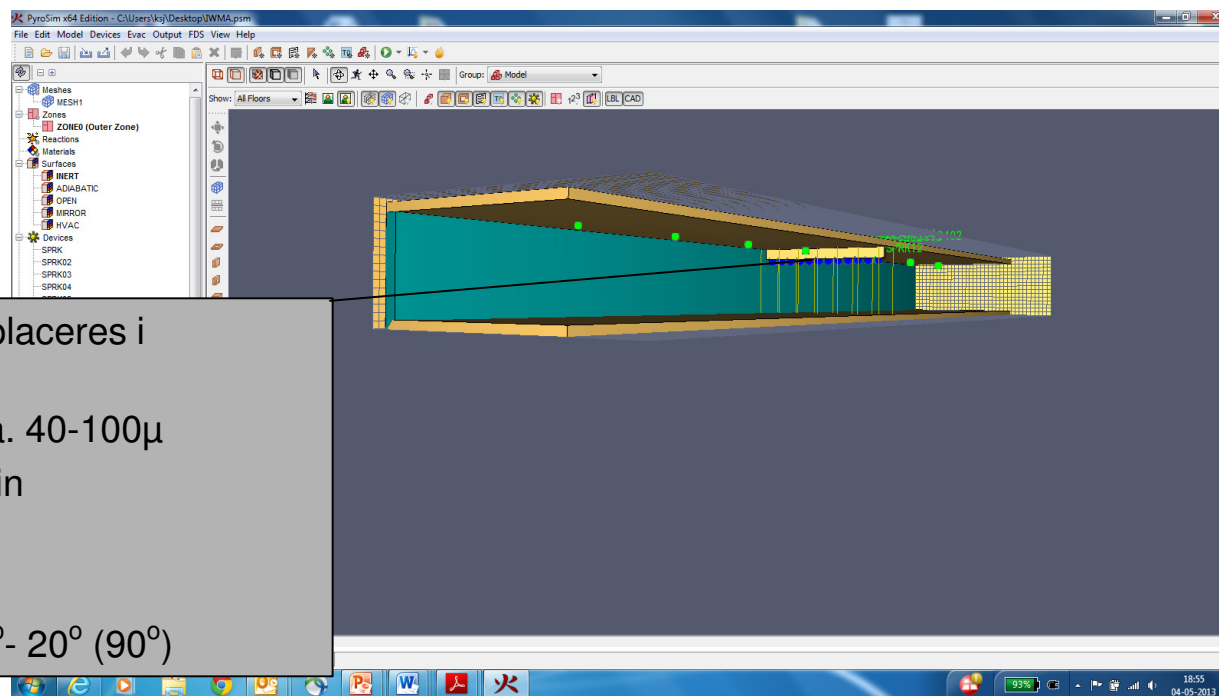 PyroSim x64 Edition - C:\Users\ksj\Desktop\IWMA.psm
File Edit Model Devices Evac Output FDS View Help
Group: Model
Show: All Floors
LBL CAD
Meshes
MESH1
Zones
ZONE0 (Outer Zone)
Reactions
Materials
Surfaces
INERT
ADIABATIC
OPEN
MIRROR
HVAC
Devices
SPRK
SPRK02
SPRK03
SPRK04
placeres i
a. 40-100µ
in
°- 20° (90°)
93%
18:55
04-05-2013